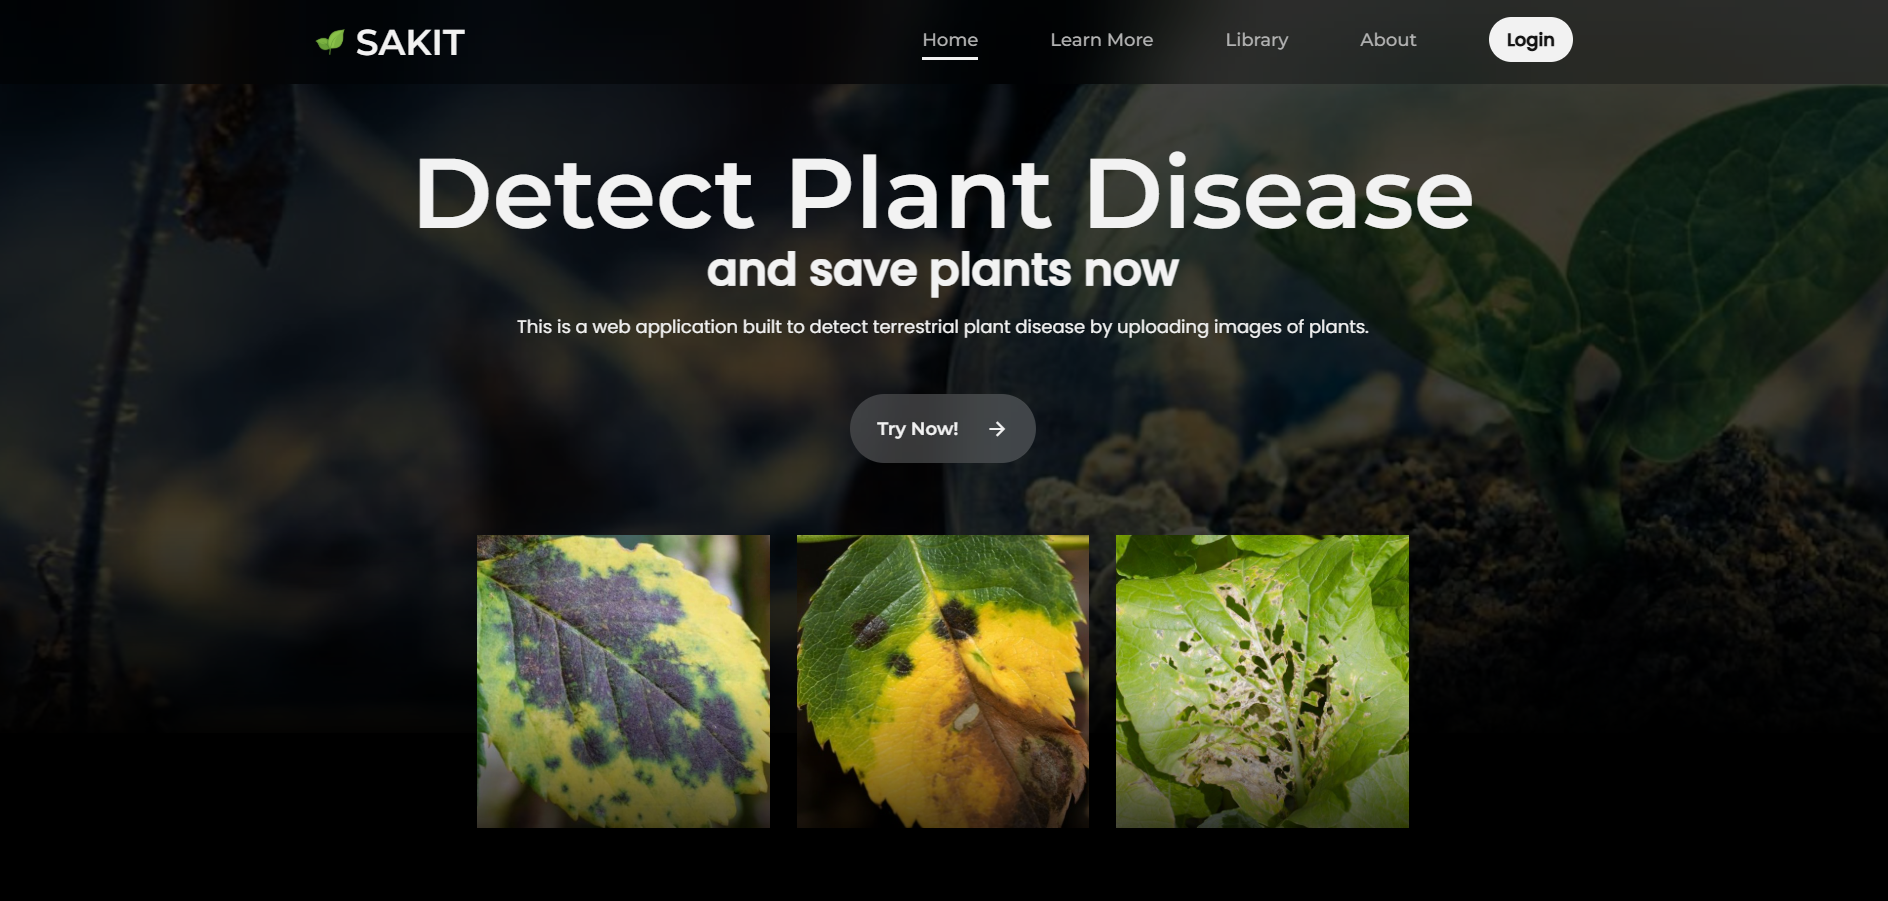 SAKIT
Home
Learn More
Library
About
Login
Detect Plant Disease
and save plants now
This is a web application built to detect terrestrial plant disease by uploading images of plants.
Try Now!